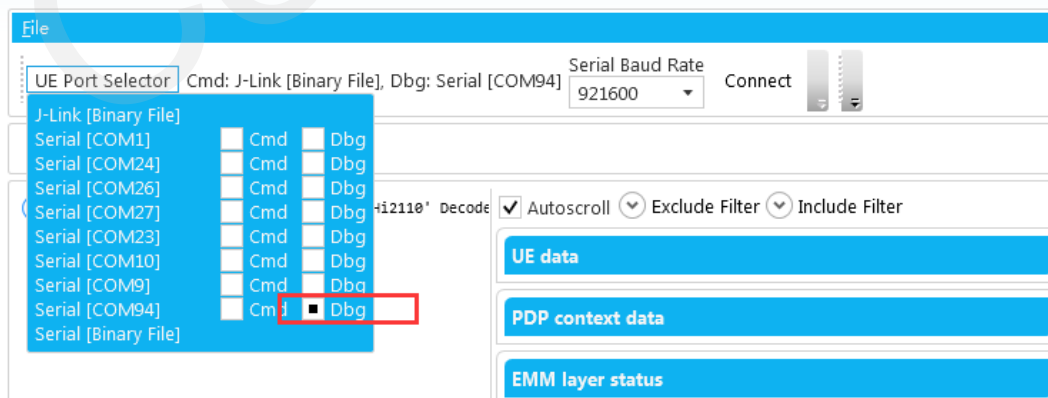 File
UE Port Selector Cmd: J-Link [Binary File], Dbg: Serial [COM94] Serial Baud Rate 921600 Connect
J-Link [Binary File]
Serial [COM1] Cmd Dbg
Serial [COM24] Cmd Dbg
Serial [COM26] Cmd Dbg
Serial [COM27] Cmd Dbg
Serial [COM23] Cmd Dbg
Serial [COM10] Cmd Dbg
Serial [COM9] Cmd Dbg
Serial [COM94] Cmd Dbg
Serial [Binary File]
Hi2110' Decode
Autoscroll Exclude Filter Include Filter
UE data
PDP context data
EMM layer status